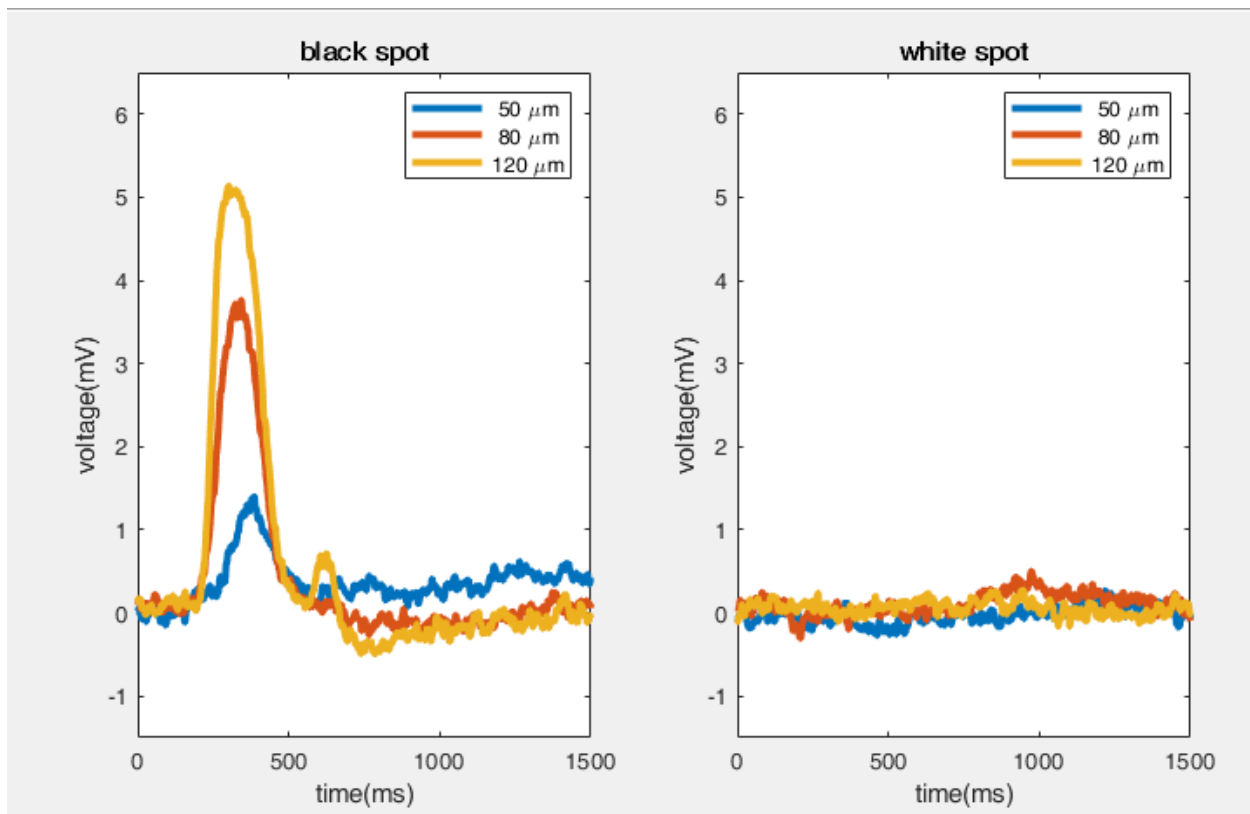 black spot
50 μm
80 μm
120 μm
6
5
4
3
2
1
0
-1
voltage(mV)
0
500
1000
1500
time(ms)
white spot
50 μm
80 μm
120 μm
6
5
4
3
2
1
0
-1
voltage(mV)
0
500
1000
1500
time(ms)